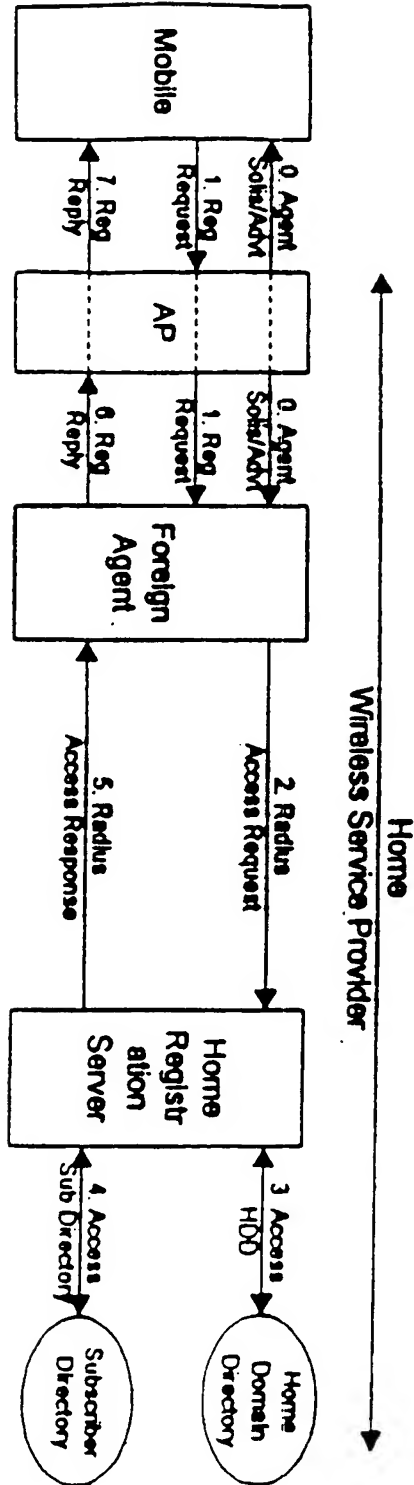 Home
Wireless Service Provider
Mobile
0. Agent
Solis/Advt
1. Reg
Request
7. Reg
Reply
AP
0. Agent
Solis/Advt
1. Reg
Request
6. Reg
Reply
Foreign
Agent
2 Radius
Access Request
5. Radius
Access Response
Home
Registr
ation
Server
3 Access
HDD
4. Access
Sub Directory
Home
Domain
Directory
Subscriber
Directory